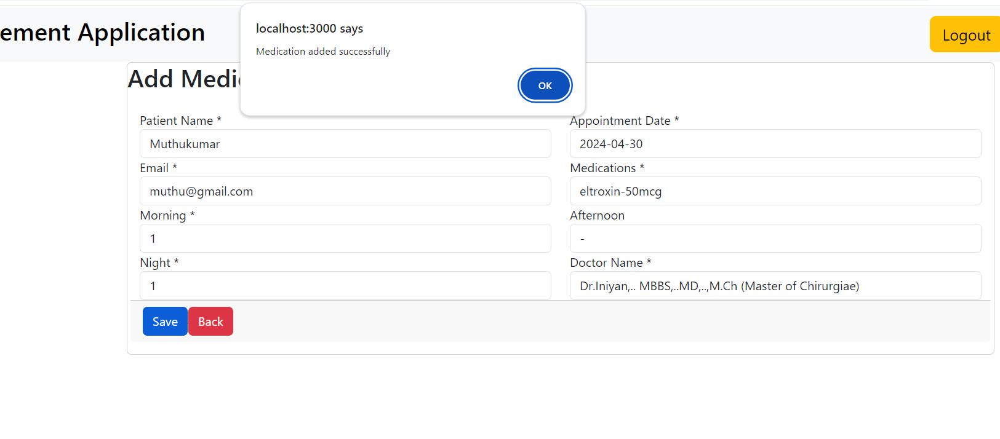 ement Application
localhost:3000 says
Medication added successfully
OK
Logout
Add Medic
Patient Name *
Appointment Date *
Muthukumar
2024-04-30
Email *
Medications *
muthu@gmail.com
eltroxin-50mcg
Morning *
Afternoon
1
-
Night *
Doctor Name *
1
Dr.Iniyan,.. MBBS,..MD,..,M.Ch (Master of Chirurgiae)
Save
Back